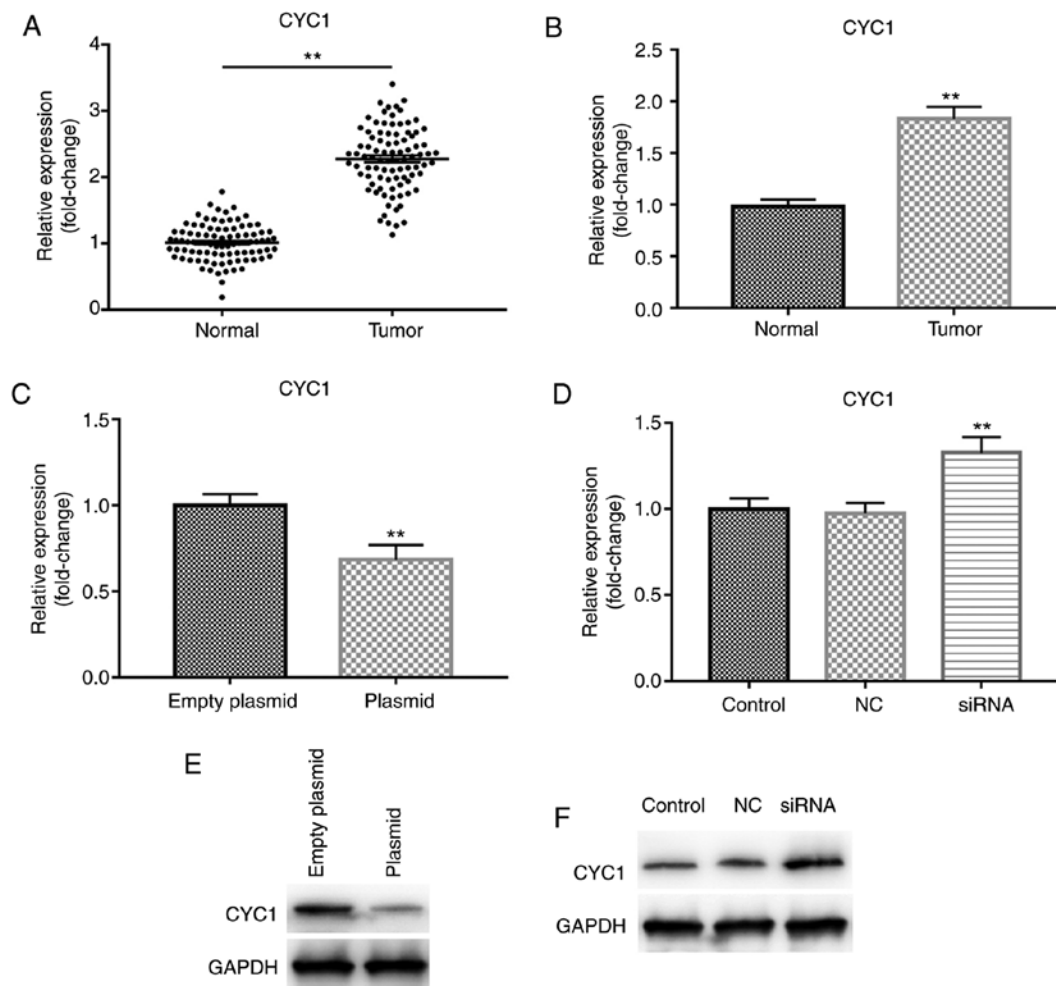 A
CYC1
Relative expression
(fold-change)
4
3
2
1
0
**
Normal
Tumor
B
CYC1
Relative expression
(fold-change)
2.5
2.0
1.5
1.0
0.5
0.0
**
Normal
Tumor
C
CYC1
Relative expression
(fold-change)
1.5
1.0
0.5
0.0
**
Empty plasmid
Plasmid
D
CYC1
Relative expression
(fold-change)
1.5
1.0
0.5
0.0
**
Control
NC
siRNA
E
Empty plasmid
Plasmid
CYC1
GAPDH
F
Control NC siRNA
CYC1
GAPDH